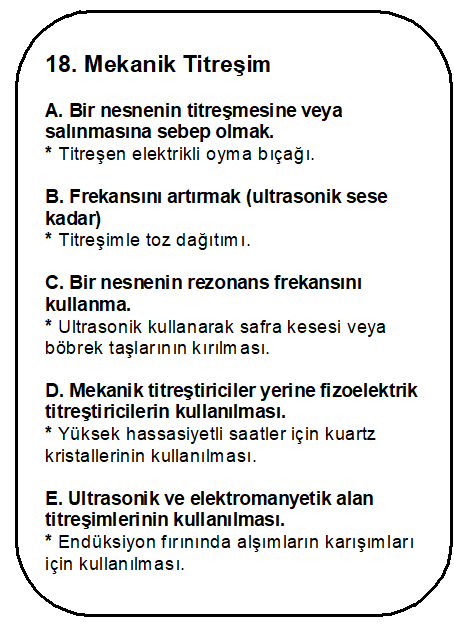 18. Mekanik Titreşim
A. Bir nesnenin titreşmesine veya
salınmasına sebep olmak.
* Titreşen elektrikli oyma bıçağı.
B. Frekansını artırmak (ultrasonik sese
kadar)
* Titreşimle toz dağıtımı.
C. Bir nesnenin rezonans frekansını
kullanma.
* Ultrasonik kullanarak safra kesesi veya
böbrek taşlarının kırılması.
D. Mekanik titreştiriciler yerine fizoelektrik
titreştiricilerin kullanılması.
* Yüksek hassasiyetli saatler için kuartz
kristallerinin kullanılması.
E. Ultrasonik ve elektromanyetik alan
titreşimlerinin kullanılması.
* Endüksiyon fırınında alşımların karışımları
için kullanılması.